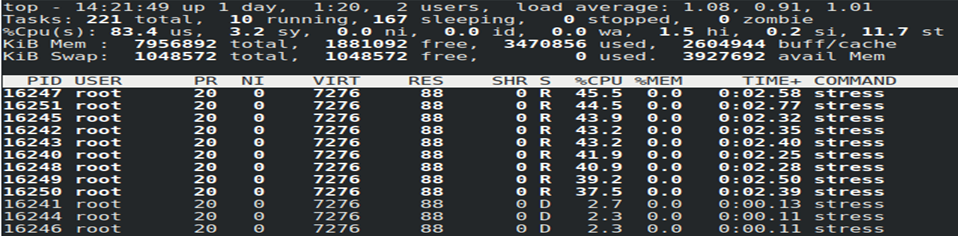 top - 14:21:49 up 1 day,  1:20,  2 users,  load average: 1.08, 0.91, 1.01
Tasks: 221 total,  10 running, 167 sleeping,   0 stopped,   0 zombie
%Cpu(s): 83.4 us,  3.2 sy,  0.0 ni,  0.0 id,  0.0 wa,  1.5 hi,  0.2 si, 11.7 st
KiB Mem :  7956892 total,  1881092 free,  3470856 used,  2604944 buff/cache
KiB Swap:  1048572 total,  1048572 free,        0 used.  3927692 avail Mem
PID USER PR NI VIRT RES SHR S %CPU %MEM TIME+ COMMAND
16247 root 20 0 7276 88 0 R 45.5 0.0 0:02.58 stress
16251 root 20 0 7276 88 0 R 44.5 0.0 0:02.77 stress
16245 root 20 0 7276 88 0 R 43.9 0.0 0:02.32 stress
16242 root 20 0 7276 88 0 R 43.2 0.0 0:02.35 stress
16243 root 20 0 7276 88 0 R 43.2 0.0 0:02.40 stress
16240 root 20 0 7276 88 0 R 41.9 0.0 0:02.25 stress
16248 root 20 0 7276 88 0 R 40.9 0.0 0:02.28 stress
16249 root 20 0 7276 88 0 R 39.2 0.0 0:02.50 stress
16250 root 20 0 7276 88 0 R 37.5 0.0 0:02.39 stress
16241 root 20 0 7276 88 0 D 2.7 0.0 0:00.13 stress
16244 root 20 0 7276 88 0 D 2.3 0.0 0:00.11 stress
16246 root 20 0 7276 88 0 D 2.3 0.0 0:00.11 stress